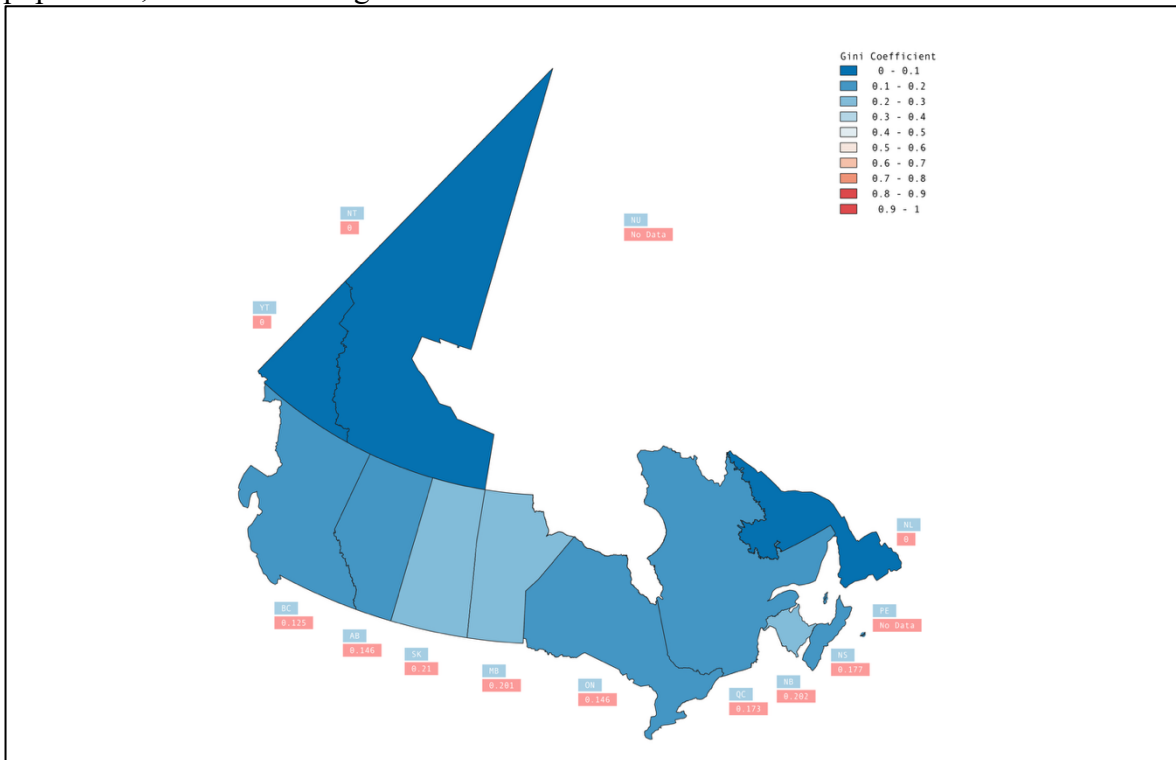 Gini Coefficient
0 - 0.1
0.1 - 0.2
0.2 - 0.3
0.3 - 0.4
0.4 - 0.5
0.5 - 0.6
0.6 - 0.7
0.7 - 0.8
0.8 - 0.9
0.9 - 1
NT
0
NU
No Data
YT
0
NL
0
BC
0.125
AB
0.146
SK
0.21
MB
0.201
ON
0.146
QC
0.173
NB
0.202
NS
0.177
PE
No Data